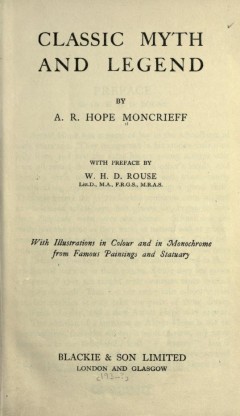 CLASSIC MYTH
AND LEGEND
BY
A. R. HOPE MONCRIEFF
WITH PREFACE BY
W. H. D. ROUSE
Litt.D., M.A., F.R.G.S., M.R.A.S.
With Illustrations in Colour and in Monochrome
from Famous Paintings and Statuary
BLACKIE & SON LIMITED
LONDON AND GLASGOW